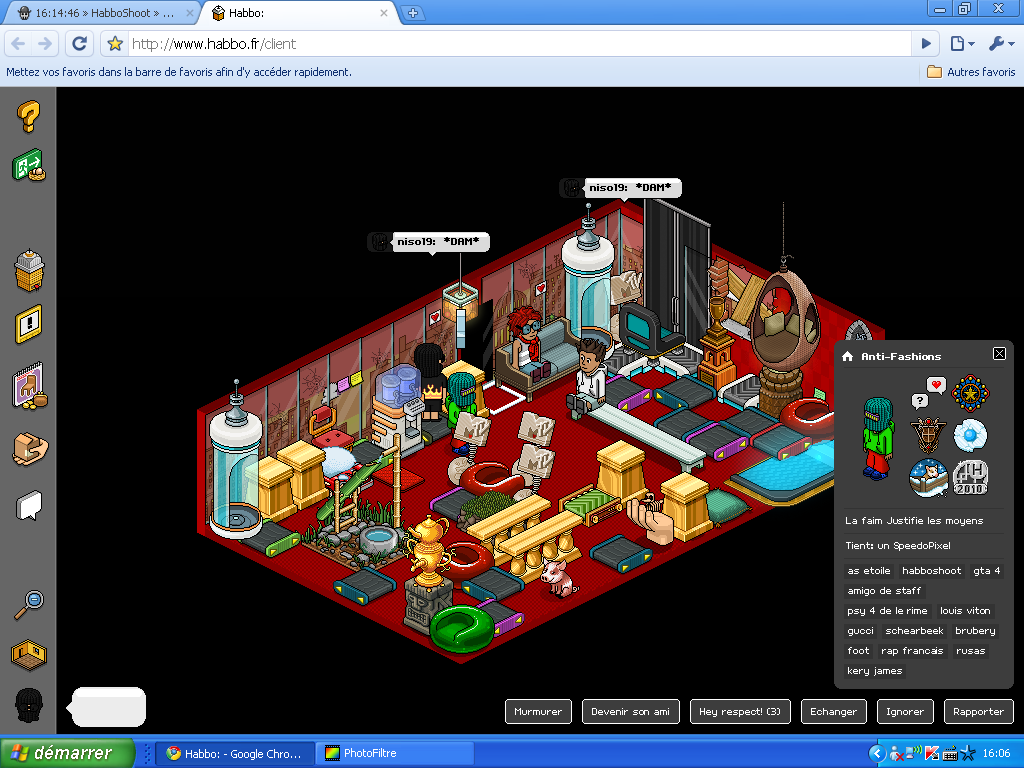 16:14:46 » HabboShoot » ...
Habbo:
http://www.habbo.fr/client
Mettez vos favoris dans la barre de favoris afin d'y accéder rapidement.
Autres favoris
niso19: *DAM*
niso19: *DAM*
Anti-Fashions
2010
La faim Justifie les moyens
Tient: un SpeedoPixel
as etoile habboshoot gta 4
amigo de staff
psy 4 de le rime louis viton
gucci schearbeek brubery
foot rap francais rusas
kery james
Murmurer Devenir son ami Hey respect! (3) Echanger Ignorer Rapporter
démarrer
Habbo: - Google Chro...
PhotoFiltre
16:06